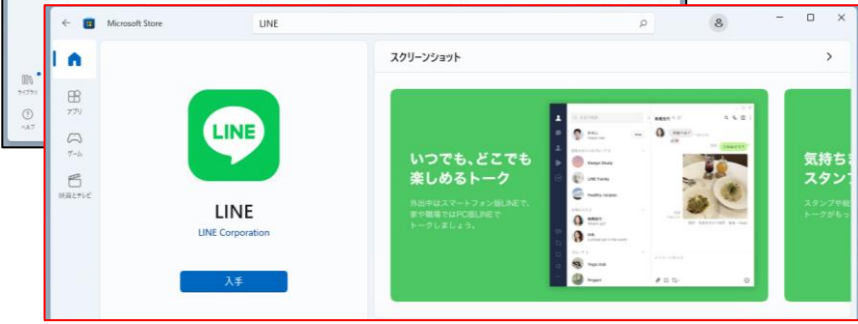 Microsoft Store
LINE
ライブラリ
ヘルプ
アプリ
ゲーム
映画とテレビ
LINE
LINE
LINE Corporation
入手
スクリーンショット
いつでも、どこでも
楽しめるトーク
外出中はスマートフォン版LINEで、
家や職場ではPC版LINEで
トークしましょう。
LINE Family
Yoga club
Project
気持ち
スタンプ